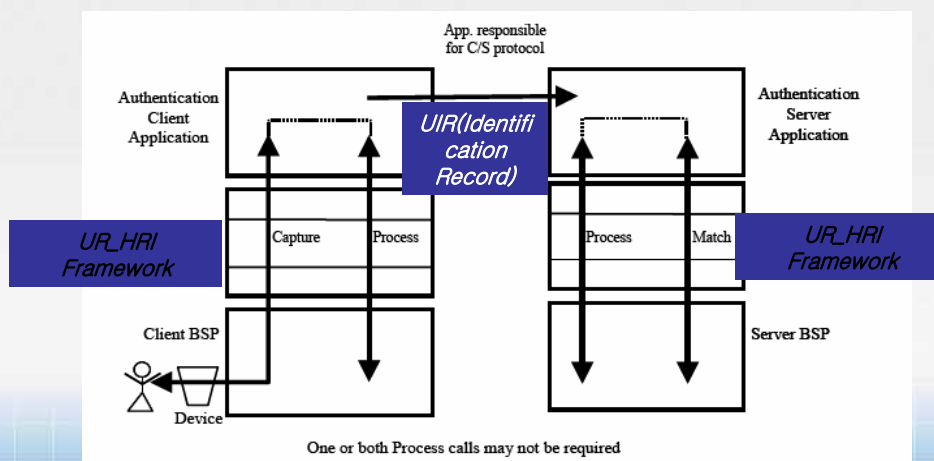 App. responsible
for C/S protocol
Authentication
Client
Application
UIR(Identifi
cation
Record)
Authentication
Server
Application
UR_HRI
Framework
Capture
Process
Process
Match
UR_HRI
Framework
Client BSP
Server BSP
Device
One or both Process calls may not be required